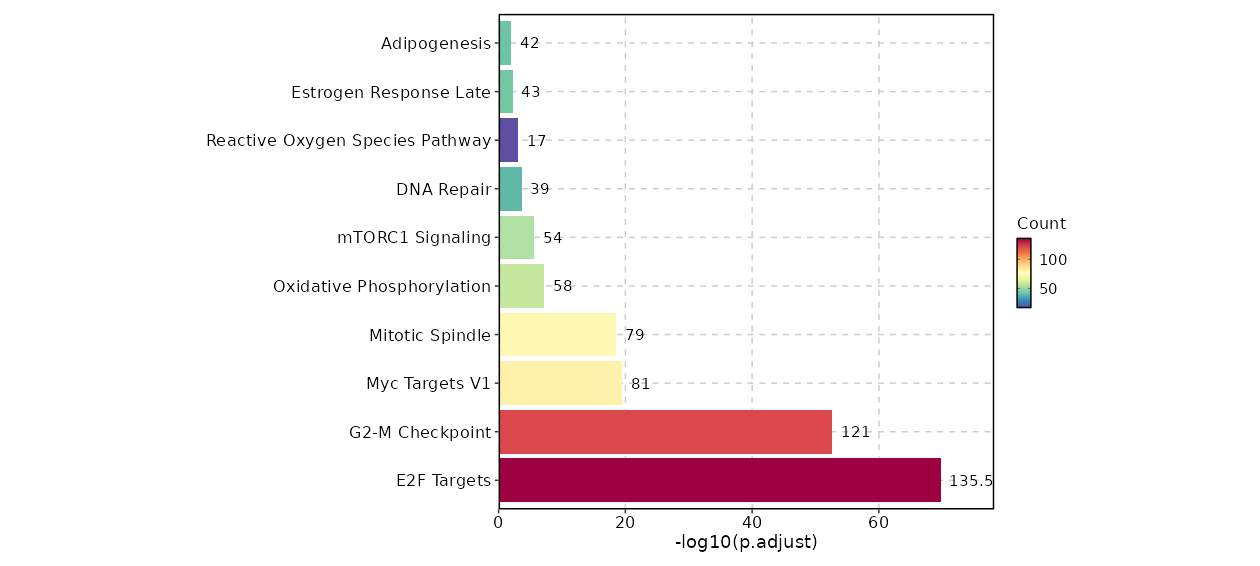 Adipogenesis 42
Estrogen Response Late 43
Reactive Oxygen Species Pathway 17
DNA Repair 39
mTORC1 Signaling 54
Oxidative Phosphorylation 58
Mitotic Spindle 79
Myc Targets V1 81
G2-M Checkpoint 121
E2F Targets 135.5
0 20 40 60
-log10(p.adjust)
Count
100
50